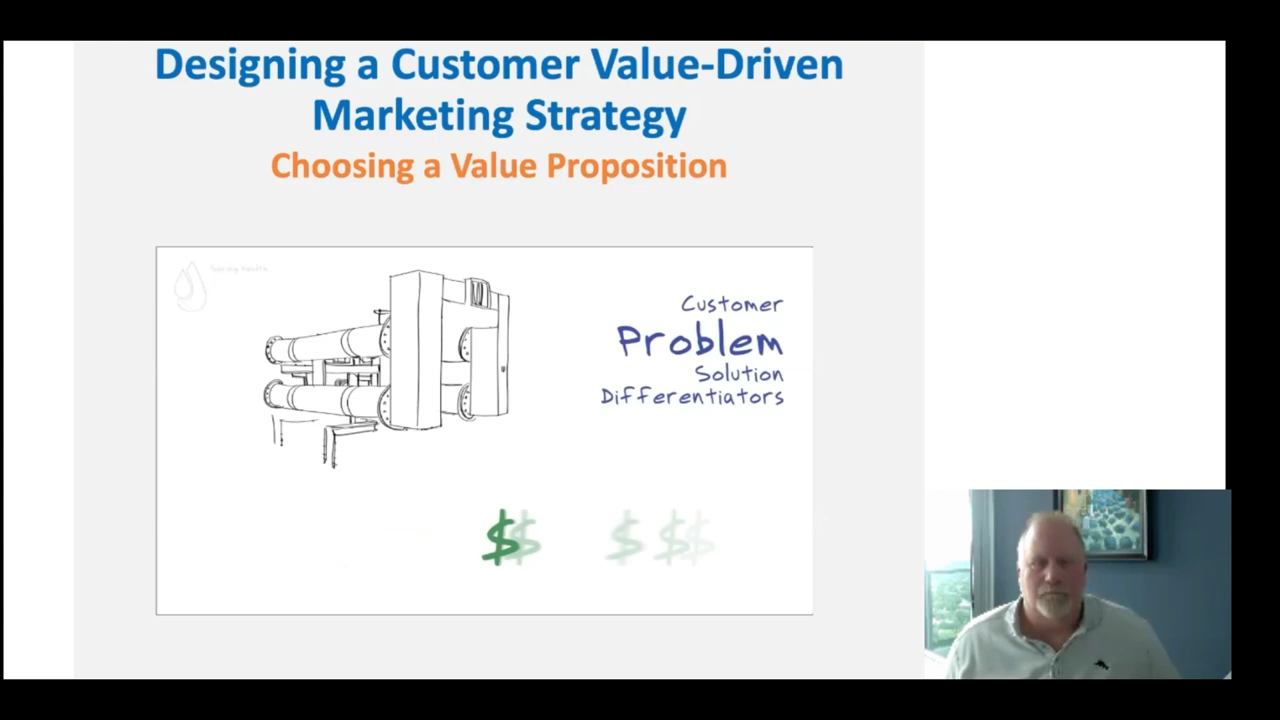 Designing a Customer Value-Driven
Marketing Strategy
Choosing a Value Proposition
Customer
Problem
Solution
Differentiators
$$ $ $$